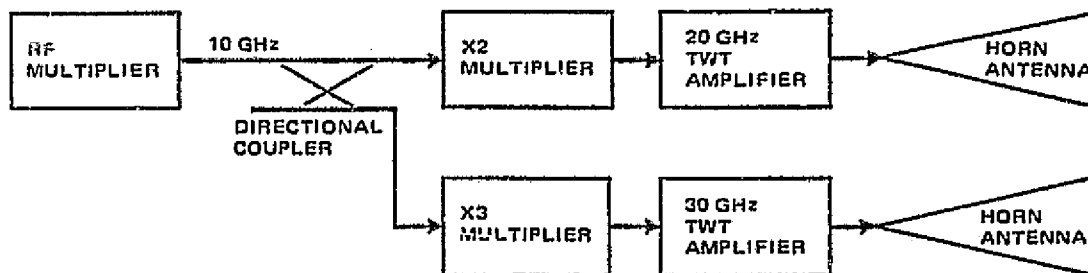 RF
MULTIPLIER
10 GHz
DIRECTIONAL
COUPLER
X2
MULTIPLIER
20 GHz
TWT
AMPLIFIER
HORN
ANTENNA
X3
MULTIPLIER
30 GHz
TWT
AMPLIFIER
HORN
ANTENNA